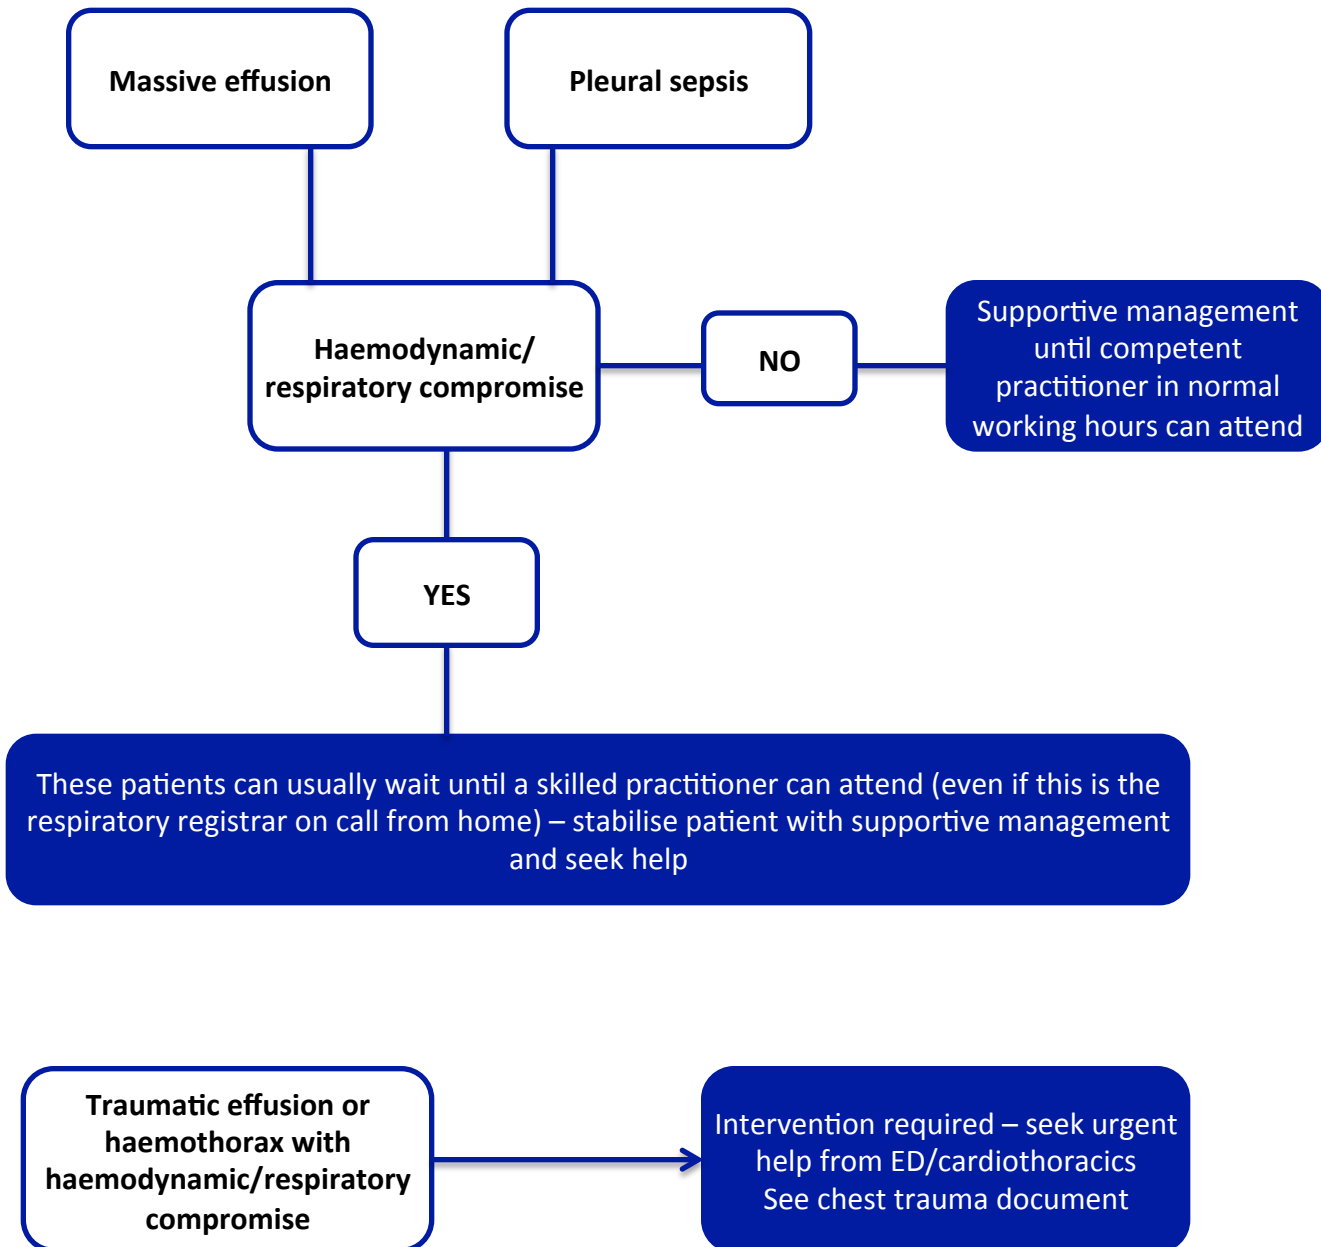 Massive effusion
Pleural sepsis
Haemodynamic/
respiratory compromise
NO
Supportive management
until competent
practitioner in normal
working hours can attend
YES
These patients can usually wait until a skilled practitioner can attend (even if this is the
respiratory registrar on call from home) – stabilise patient with supportive management
and seek help
Traumatic effusion or
haemothorax with
haemodynamic/respiratory
compromise
Intervention required – seek urgent
help from ED/cardiothoracics
See chest trauma document